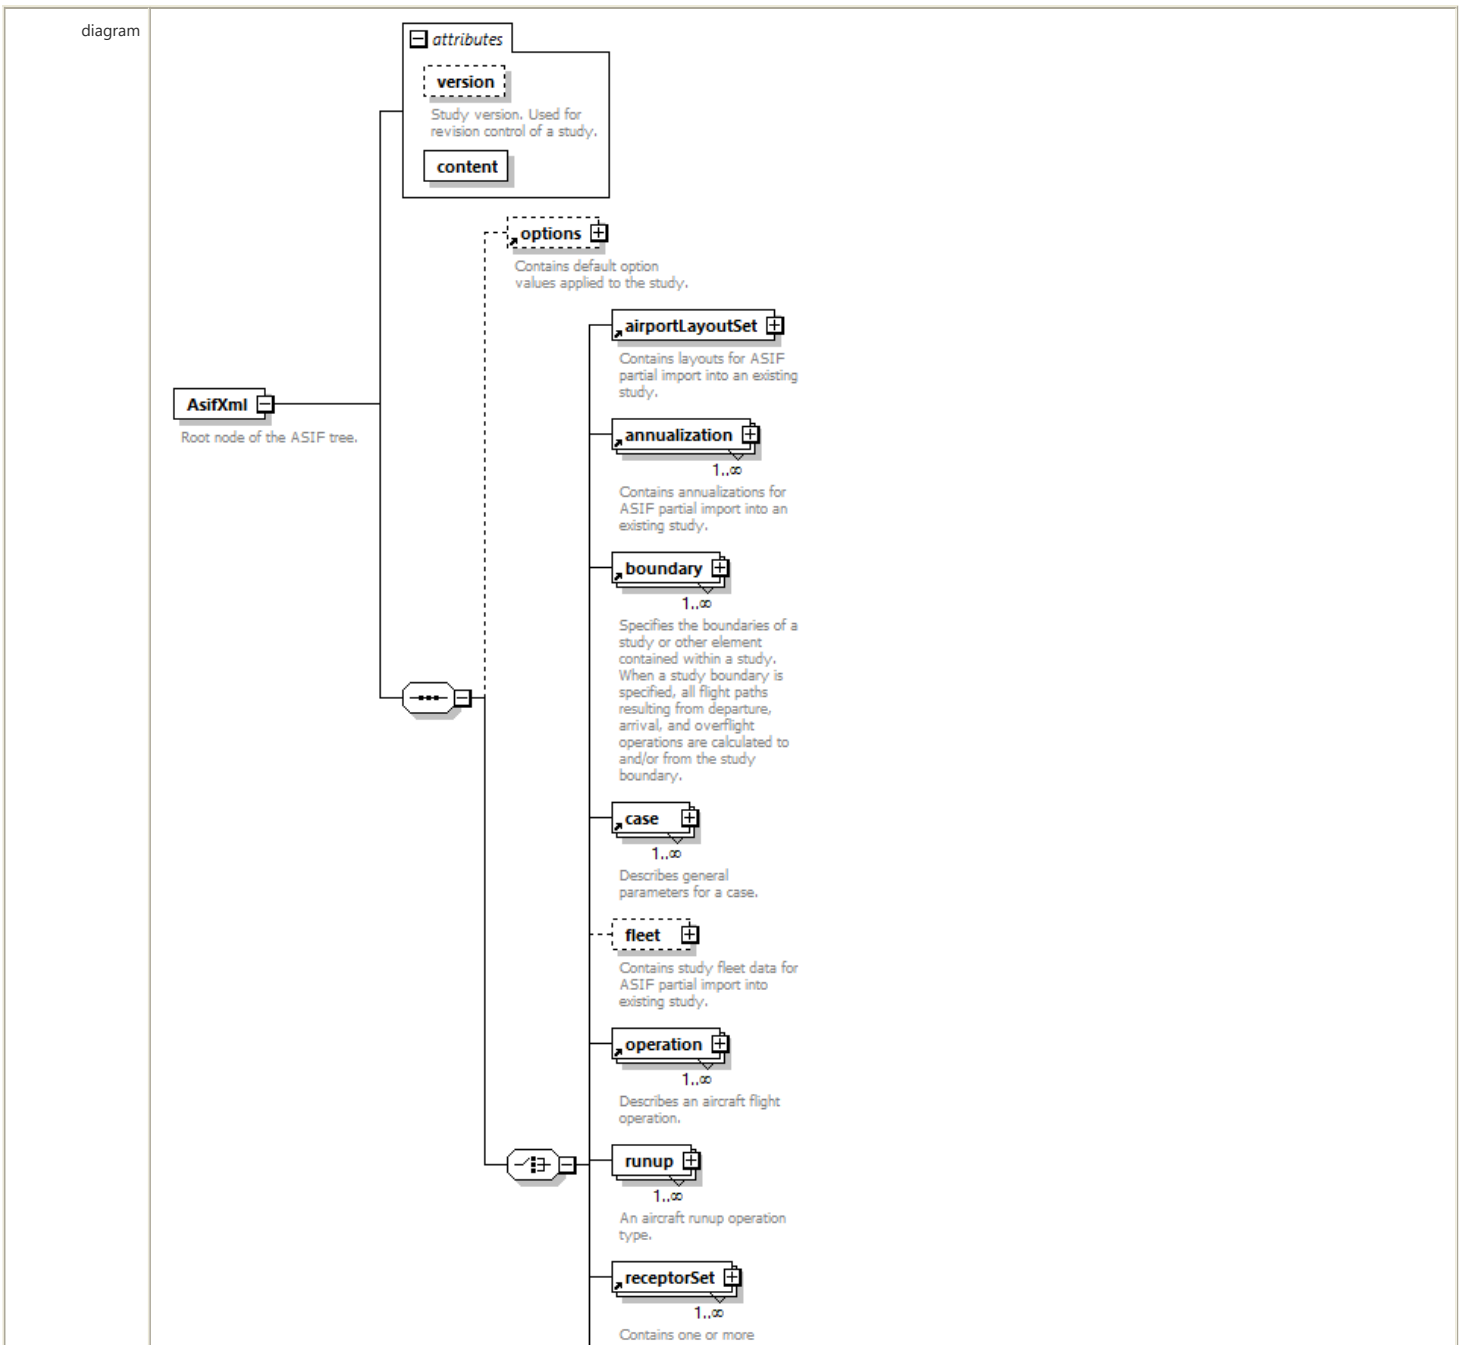 diagram
attributes
version
Study version. Used for
revision control of a study.
content
options
Contains default option
values applied to the study.
airportLayoutSet
Contains layouts for ASIF
partial import into an existing
study.
AsifXml
Root node of the ASIF tree.
annualization
1..∞
Contains annualizations for
ASIF partial import into an
existing study.
boundary
1..∞
Specifies the boundaries of a
study or other element
contained within a study.
When a study boundary is
specified, all flight paths
resulting from departure,
arrival, and overflight
operations are calculated to
and/or from the study
boundary.
case
1..∞
Describes general
parameters for a case.
fleet
Contains study fleet data for
ASIF partial import into
existing study.
operation
1..∞
Describes an aircraft flight
operation.
runup
1..∞
An aircraft runup operation
type.
receptorSet
1..∞
Contains one or more